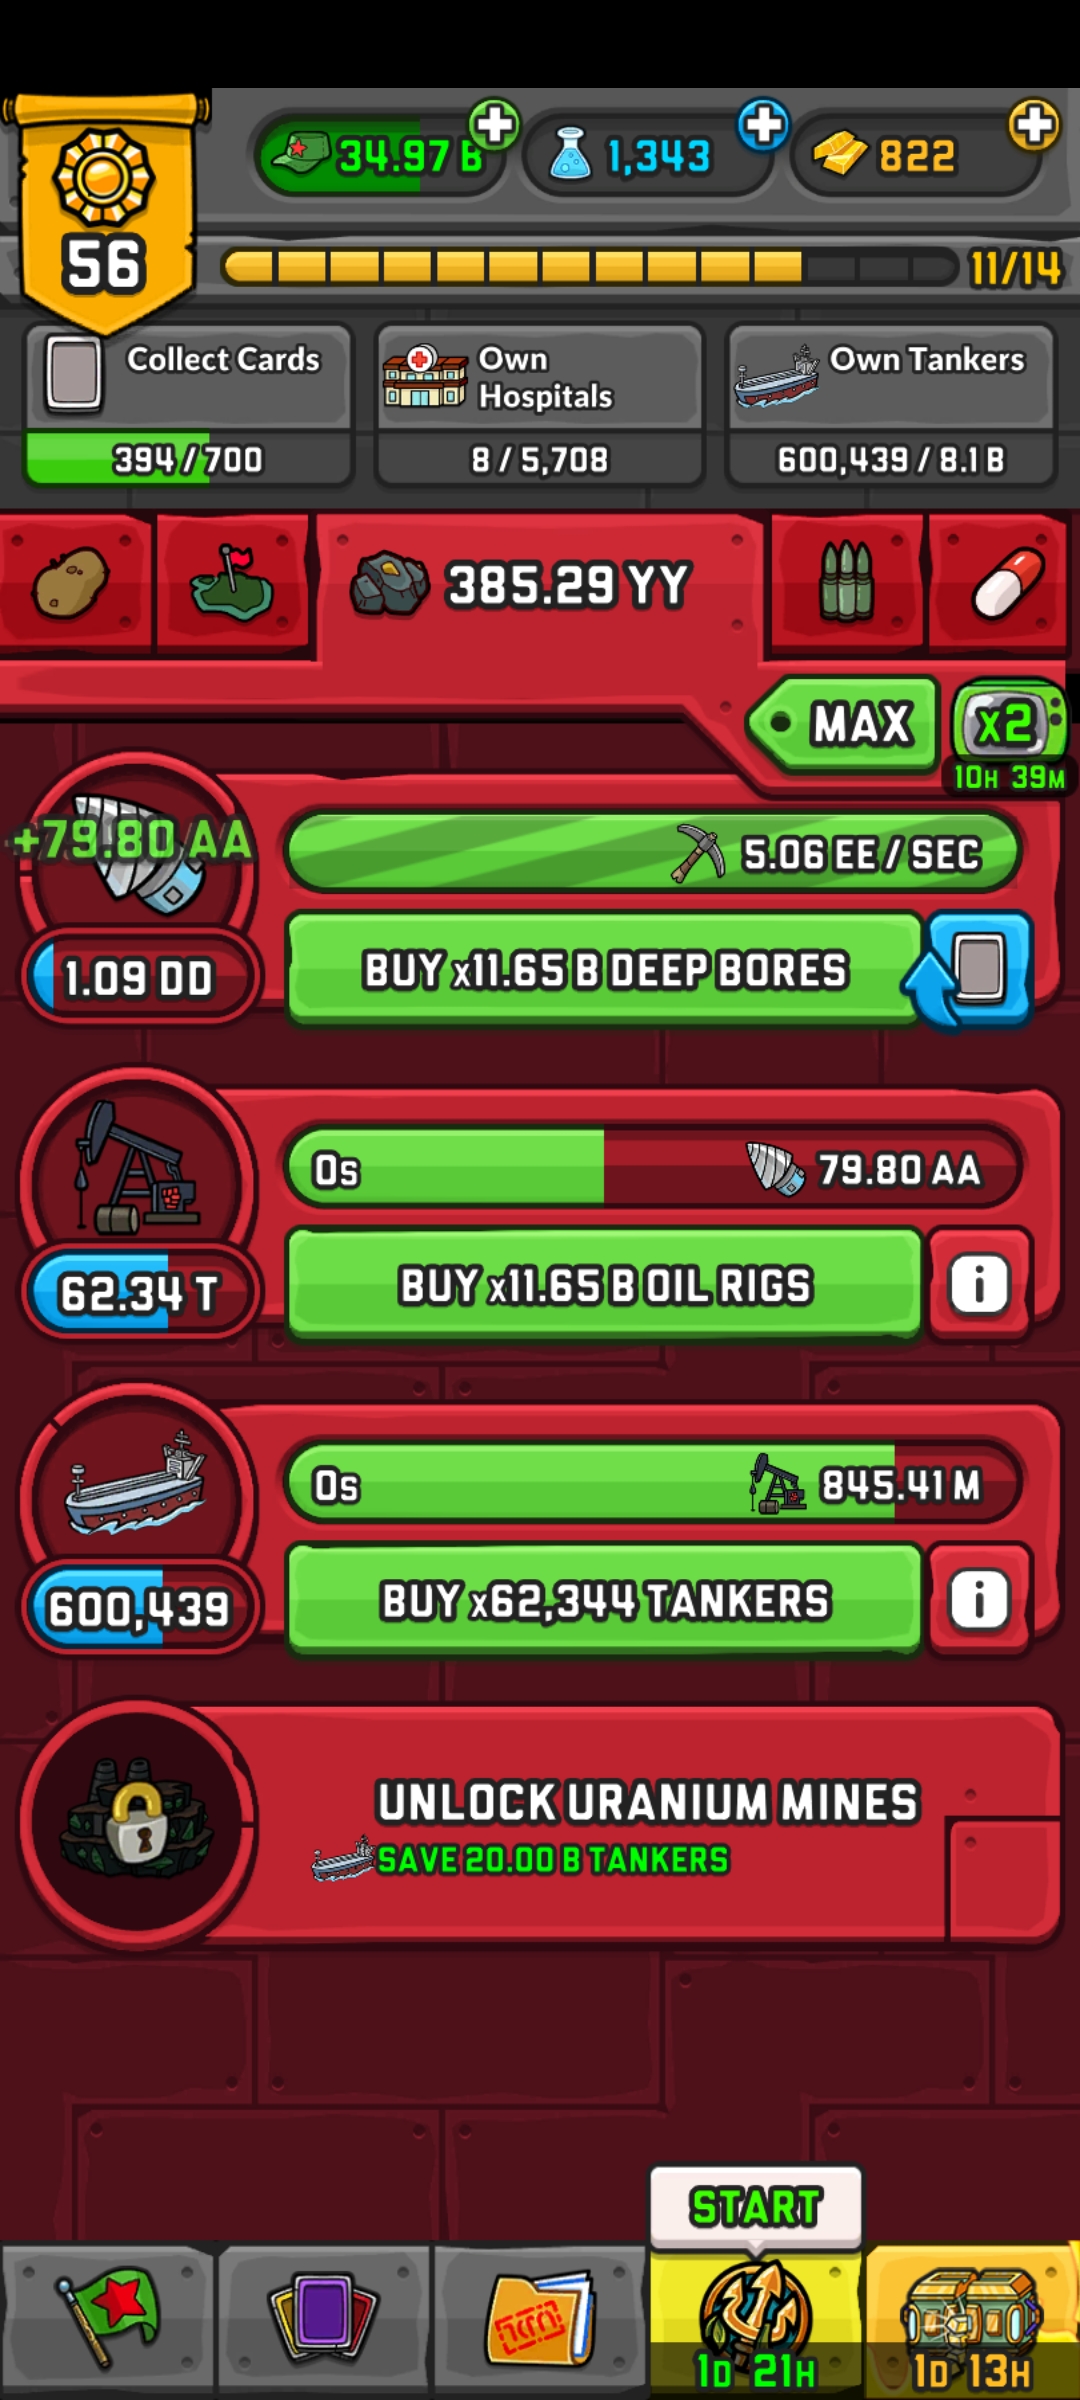 34.97 B
1,343
822
56
11/14
Collect Cards
394/700
Own
Hospitals
8/5,708
Own Tankers
600,439/8.1 B
385.29 YY
MAX
x2
10H 39M
+79.80 AA
5.06 EE/SEC
1.09 DD
BUY x11.65 B DEEP BORES
0s
79.80 AA
62.34 T
BUY x11.65 B OIL RIGS
i
0s
845.41 M
600,439
BUY x62,344 TANKERS
i
UNLOCK URANIUM MINES
SAVE 20.00 B TANKERS
START
1D 21H
1D 13H